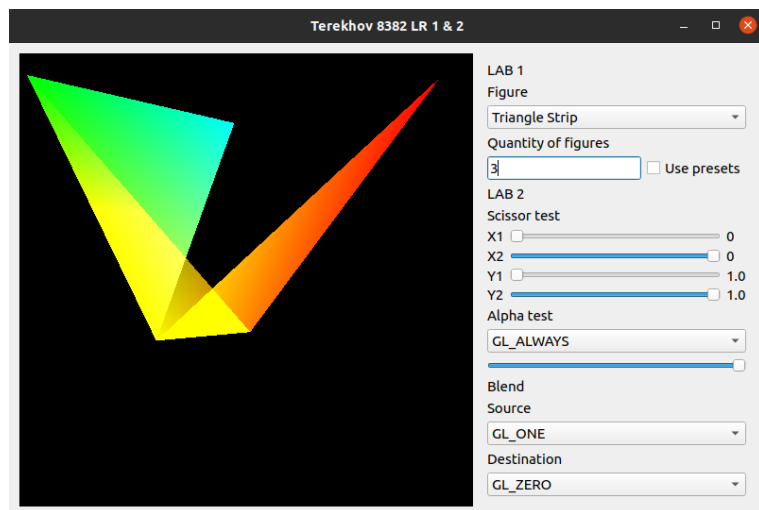 Terekhov 8382 LR 1 & 2
LAB 1
Figure
Triangle Strip
Quantity of figures
3 Use presets
LAB 2
Scissor test
X1 0
X2 0
Y1 1.0
Y2 1.0
Alpha test
GL_ALWAYS
Blend
Source
GL_ONE
Destination
GL_ZERO